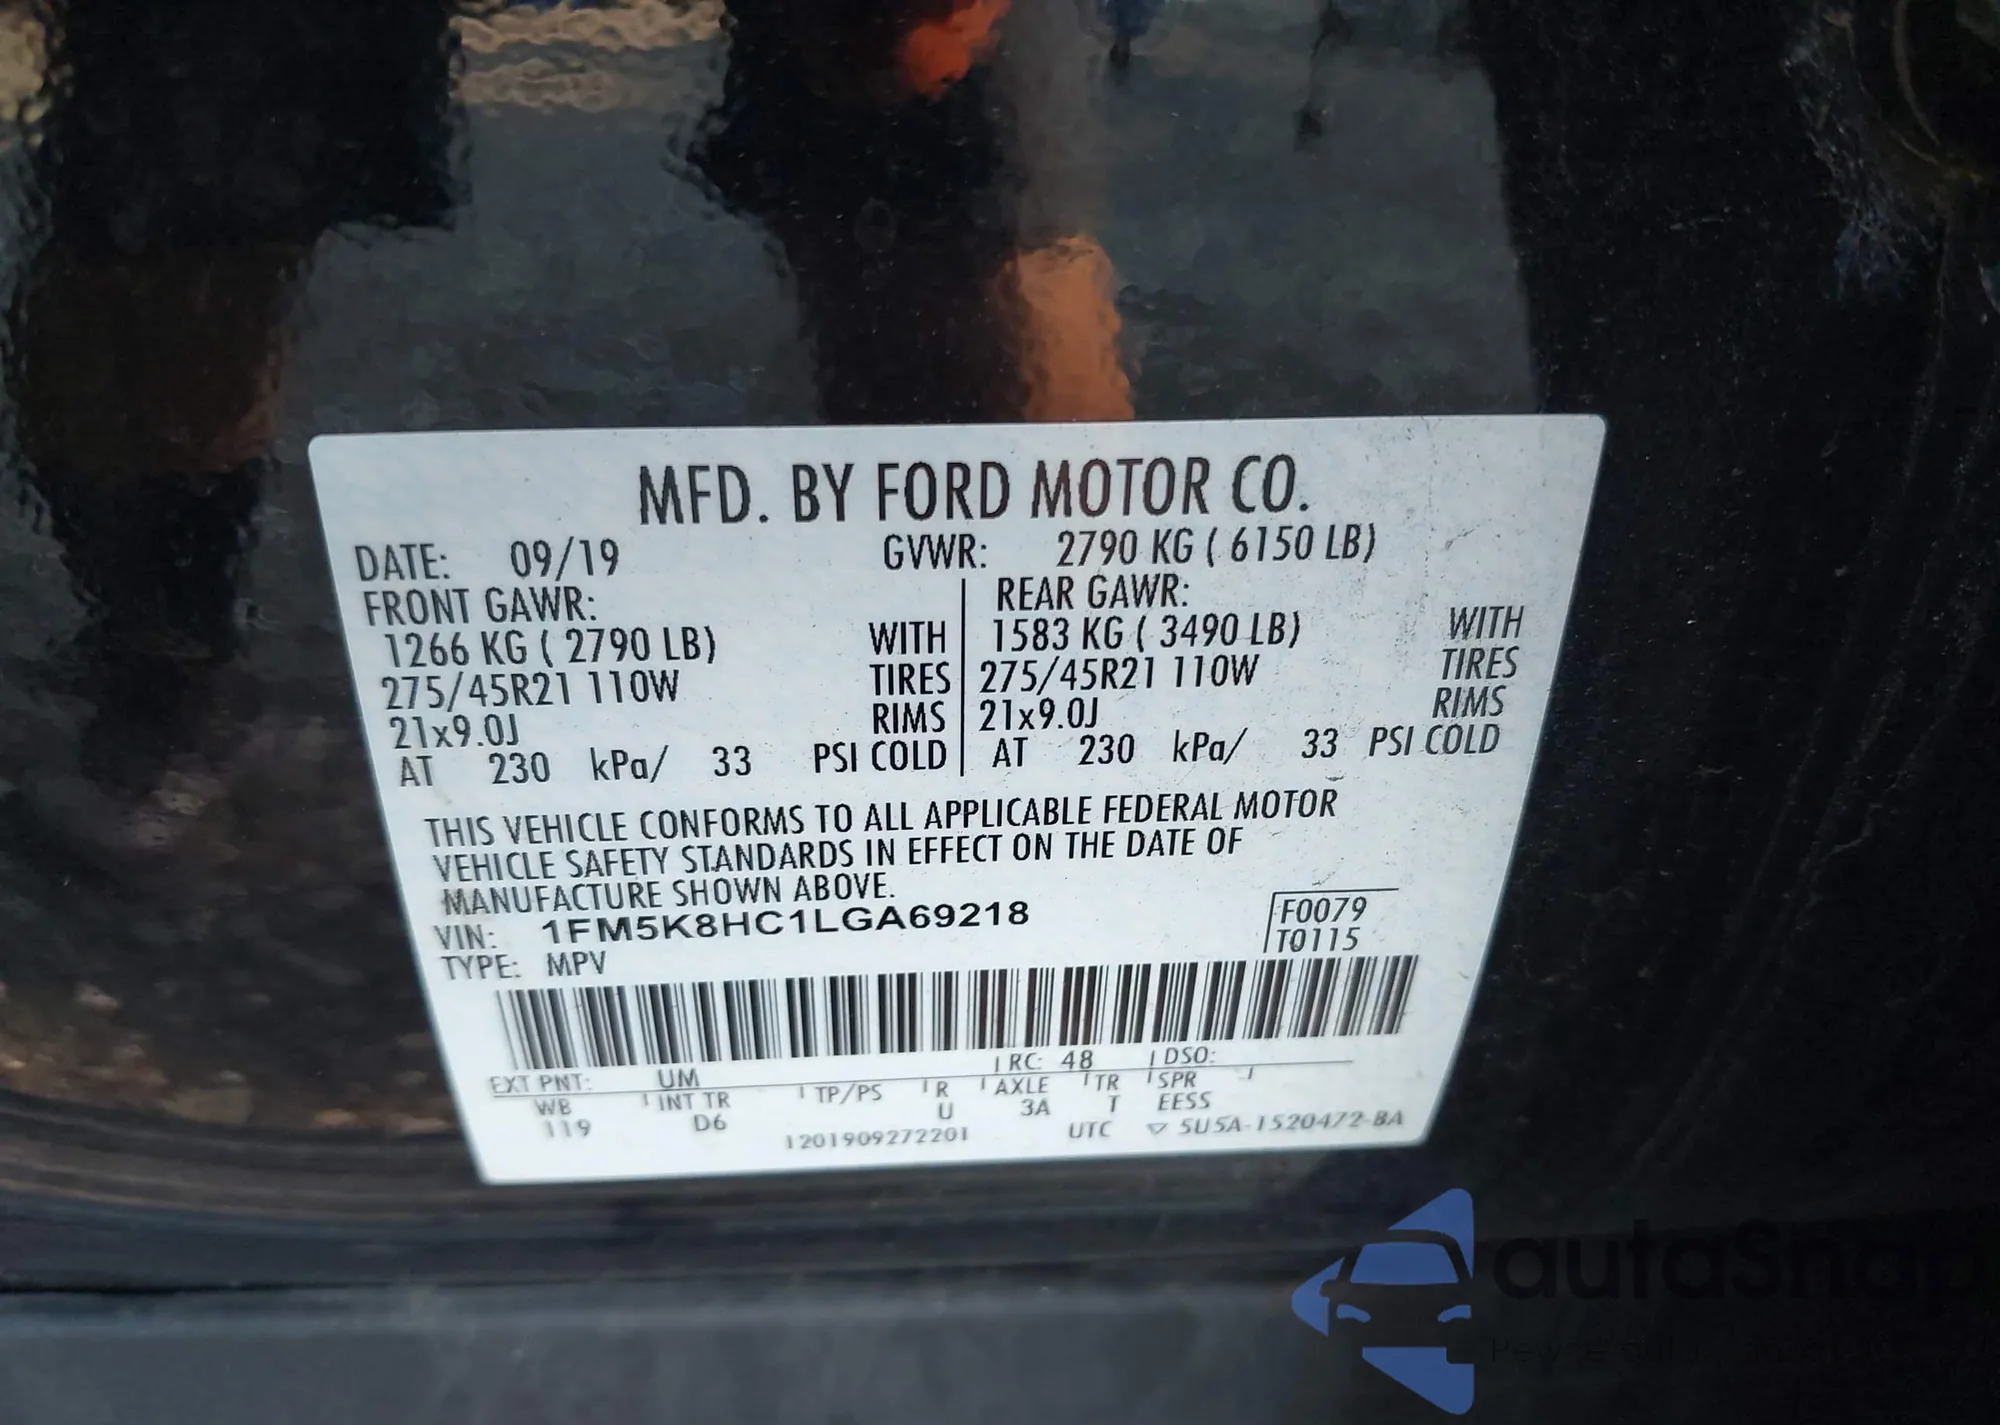 MFD. BY FORD MOTOR CO.
DATE: 09/19 GVWR: 2790 KG ( 6150 LB)
FRONT GAWR: REAR GAWR:
1266 KG ( 2790 LB) WITH 1583 KG ( 3490 LB) WITH
275/45R21 110W TIRES 275/45R21 110W TIRES
21x9.0J RIMS 21x9.0J RIMS
AT 230 kPa/ 33 PSI COLD AT 230 kPa/ 33 PSI COLD
THIS VEHICLE CONFORMS TO ALL APPLICABLE FEDERAL MOTOR
VEHICLE SAFETY STANDARDS IN EFFECT ON THE DATE OF
MANUFACTURE SHOWN ABOVE.
VIN: 1FM5K8HC1LGA69218 F0079
TYPE: MPV T0115
EXT PNT: UM RC: 48 DSO:
WB INT TR TP/PS R AXLE TR SPR
119 D6 U 3A T EESS
1201909272201 UTC ▽ 5U5A-1520472-BA
autoSnap